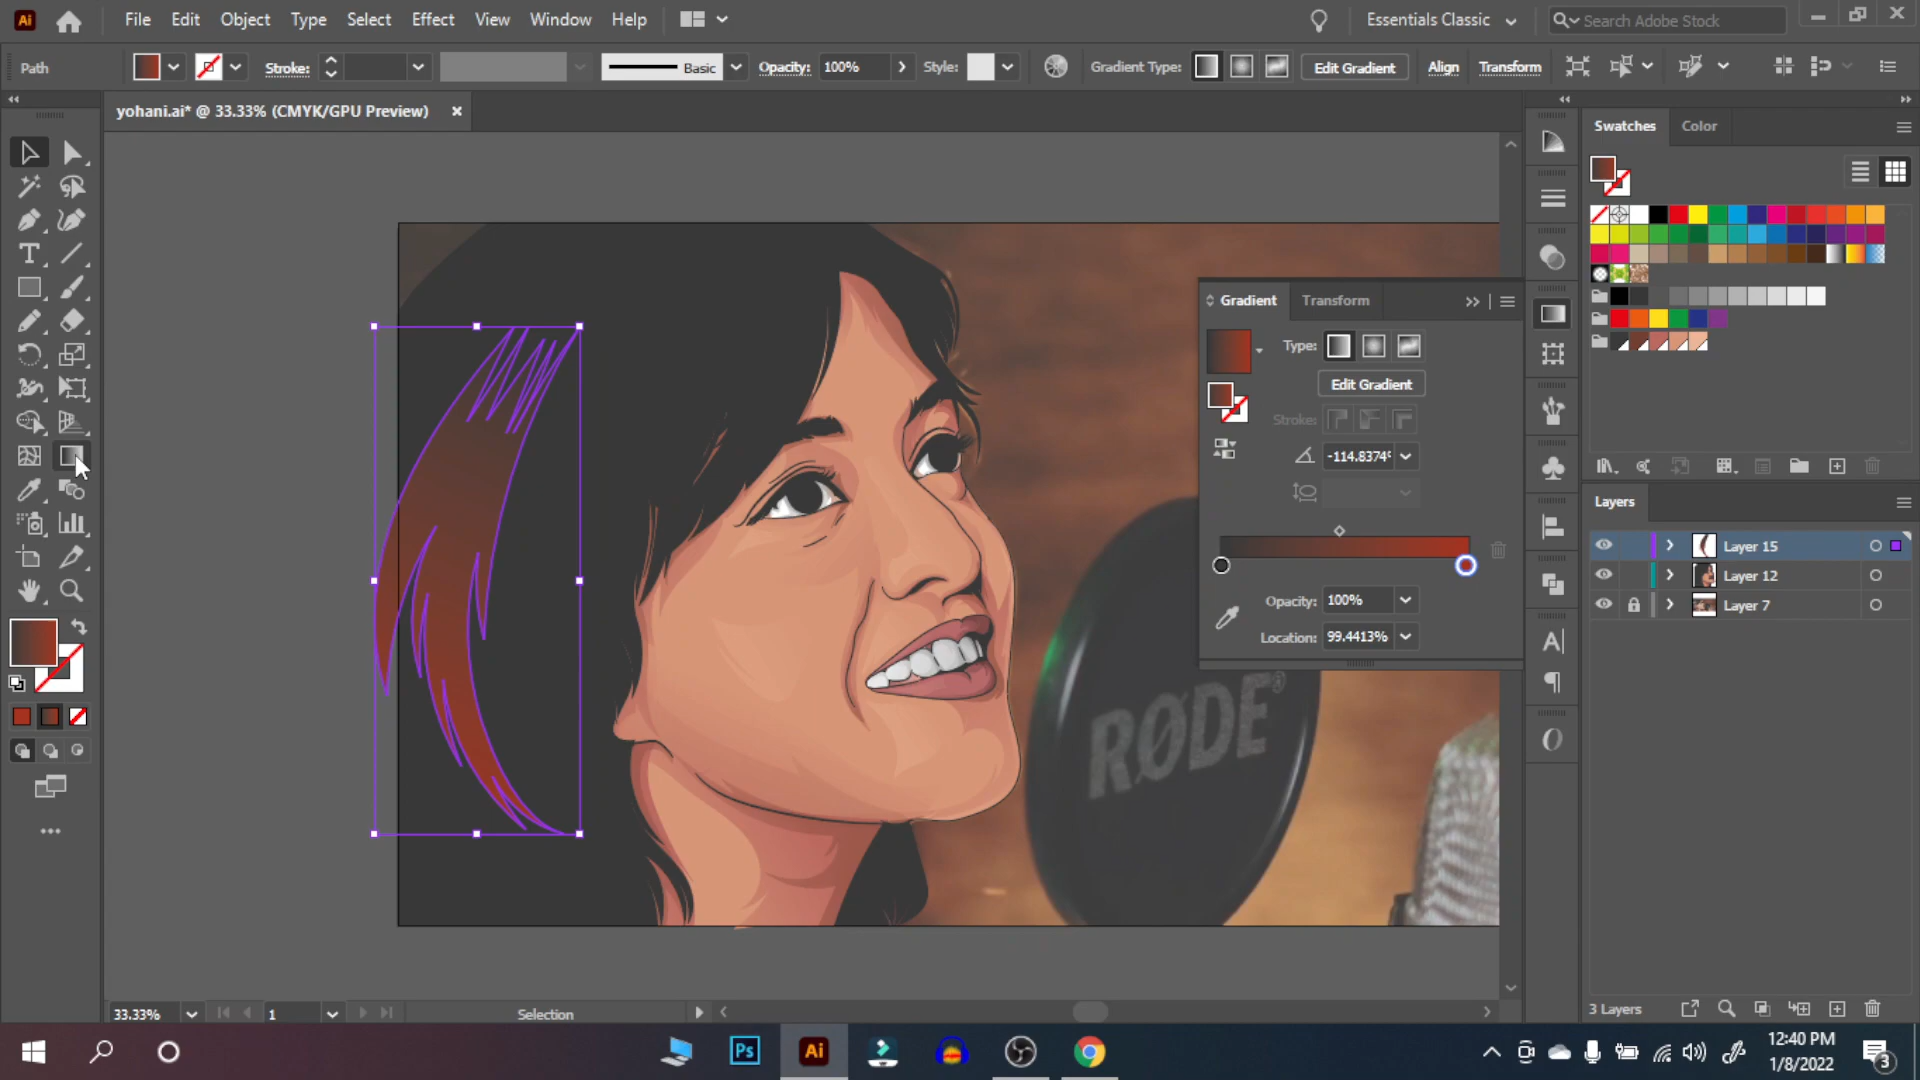 Ai
File Edit Object Type Select Effect View Window Help
Essentials Classic
Search Adobe Stock
Path
Stroke:
Basic
Opacity: 100%
Style:
Gradient Type:
Edit Gradient
Align
Transform
yohani.ai* @ 33.33% (CMYK/GPU Preview)
Swatches
Color
Gradient
Transform
Type:
Edit Gradient
Stroke:
-114.8374°
Opacity: 100%
Location: 99.4413%
RØDE®
Layers
Layer 15
Layer 12
Layer 7
33.33%
1
Selection
3 Layers
Ps
Ai
12:40 PM
1/8/2022
3